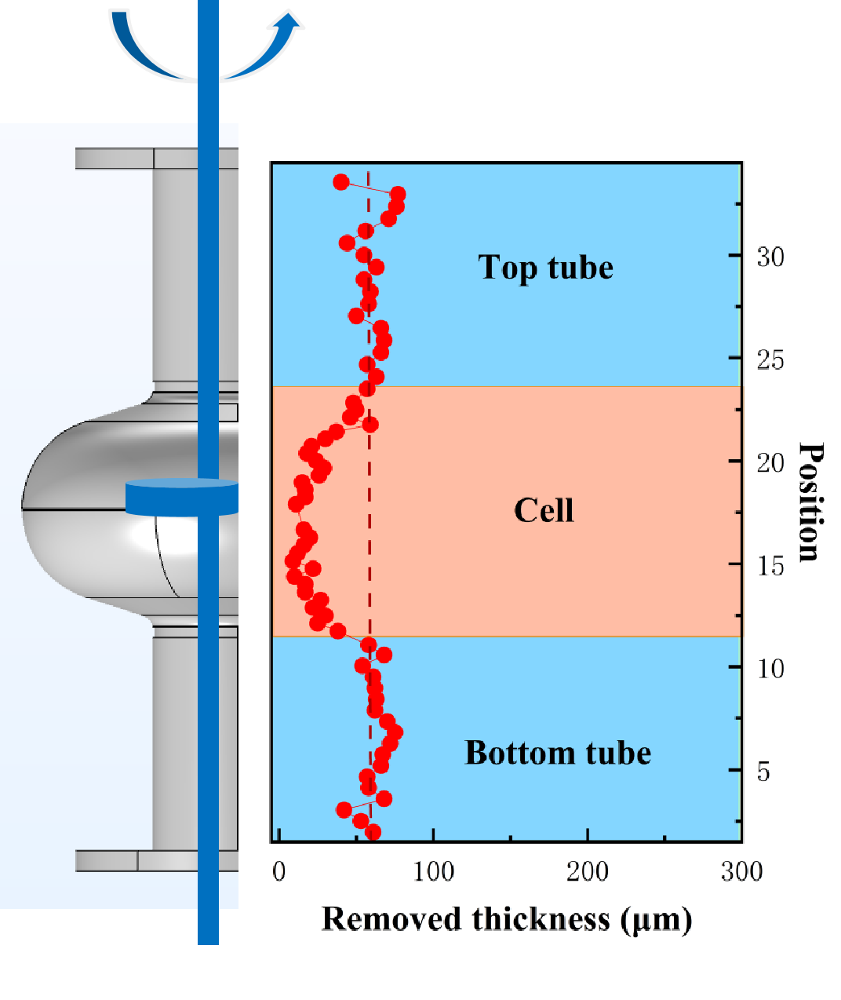 Top tube
30
25
20
Cell
Position
15
10
Bottom tube
5
0 100 200 300
Removed thickness (μm)